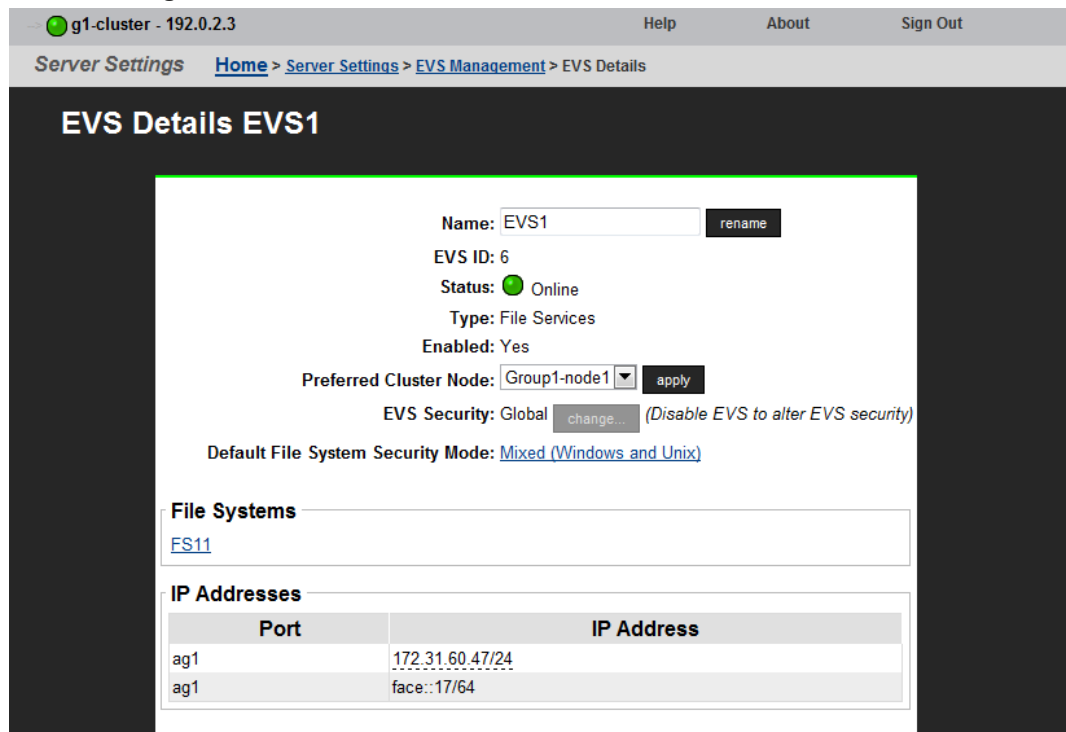 g1-cluster - 192.0.2.3 Help About Sign Out
Server Settings Home > Server Settings > EVS Management > EVS Details
EVS Details EVS1
Name: EVS1 rename
EVS ID: 6
Status: Online
Type: File Services
Enabled: Yes
Preferred Cluster Node: Group1-node1 apply
EVS Security: Global change... (Disable EVS to alter EVS security)
Default File System Security Mode: Mixed (Windows and Unix)
File Systems
FS11
IP Addresses
Port IP Address
ag1 172.31.60.47/24
ag1 face::17/64